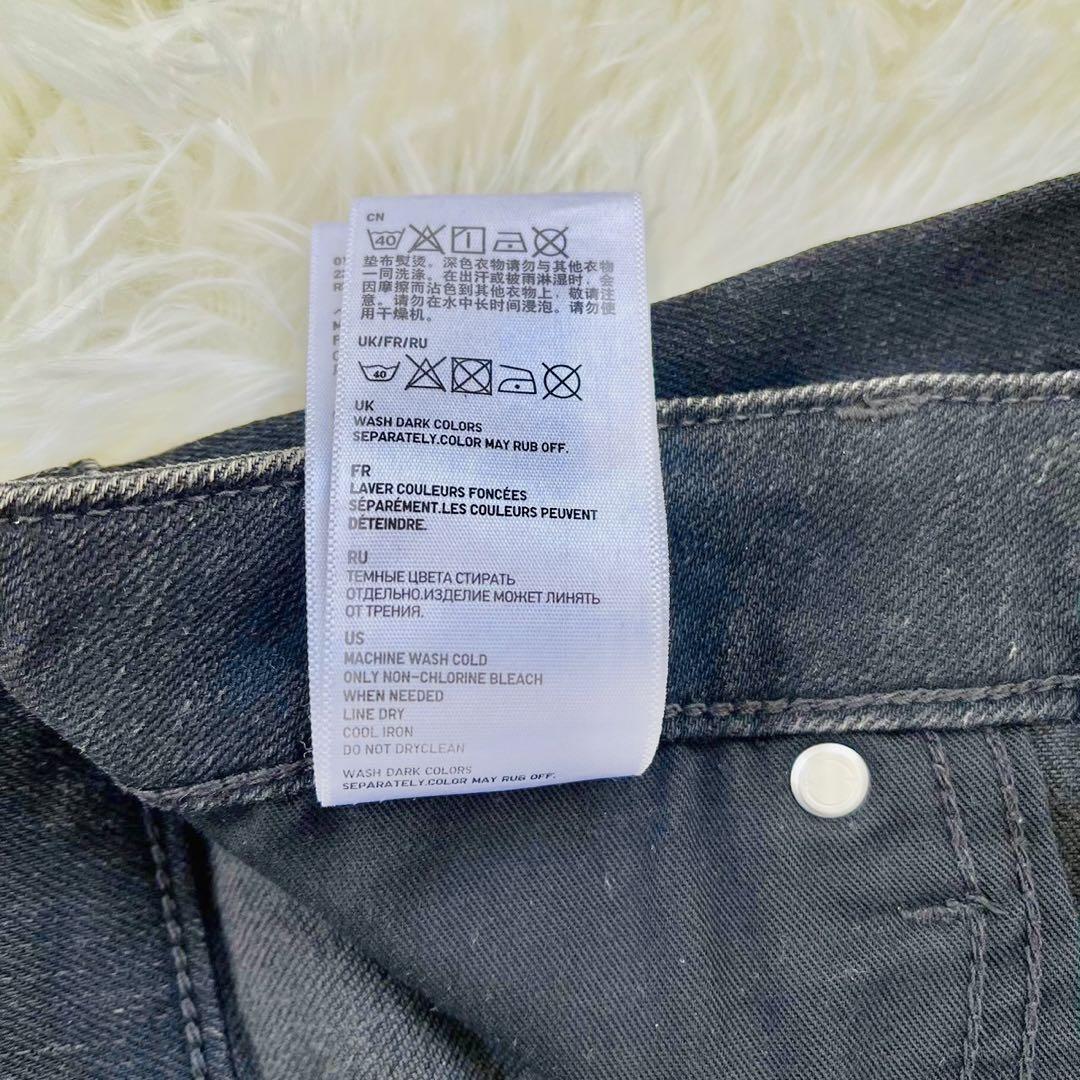 CN
40
垫布熨烫。深色衣物请勿与其他衣物
一同洗涤。在出汗或被雨淋湿时，会
因摩擦而沾色到其他衣物上，敬请注
意。请勿在水中长时间浸泡。请勿使
用干燥机。
UK/FR/RU
40
UK
WASH DARK COLORS
SEPARATELY.COLOR MAY RUB OFF.
FR
LAVER COULEURS FONCÉES
SÉPARÉMENT.LES COULEURS PEUVENT
DÉTEINDRE.
RU
ТЕМНЫЕ ЦВЕТА СТИРАТЬ
ОТДЕЛЬНО.ИЗДЕЛИЕ МОЖЕТ ЛИНЯТЬ
ОТ ТРЕНИЯ.
US
MACHINE WASH COLD
ONLY NON-CHLORINE BLEACH
WHEN NEEDED
LINE DRY
COOL IRON
DO NOT DRYCLEAN
WASH DARK COLORS
SEPARATELY.COLOR MAY RUB OFF.